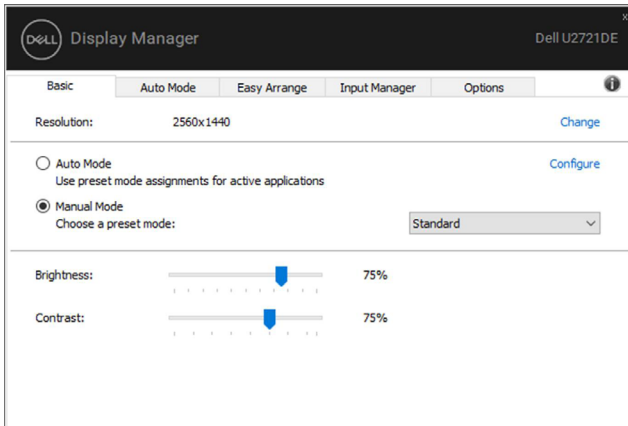 DELL Display Manager Dell U2721DE
x
Basic Auto Mode Easy Arrange Input Manager Options i
Resolution: 2560x1440 Change
Auto Mode Configure
Use preset mode assignments for active applications
Manual Mode
Choose a preset mode: Standard
Brightness: 75%
Contrast: 75%